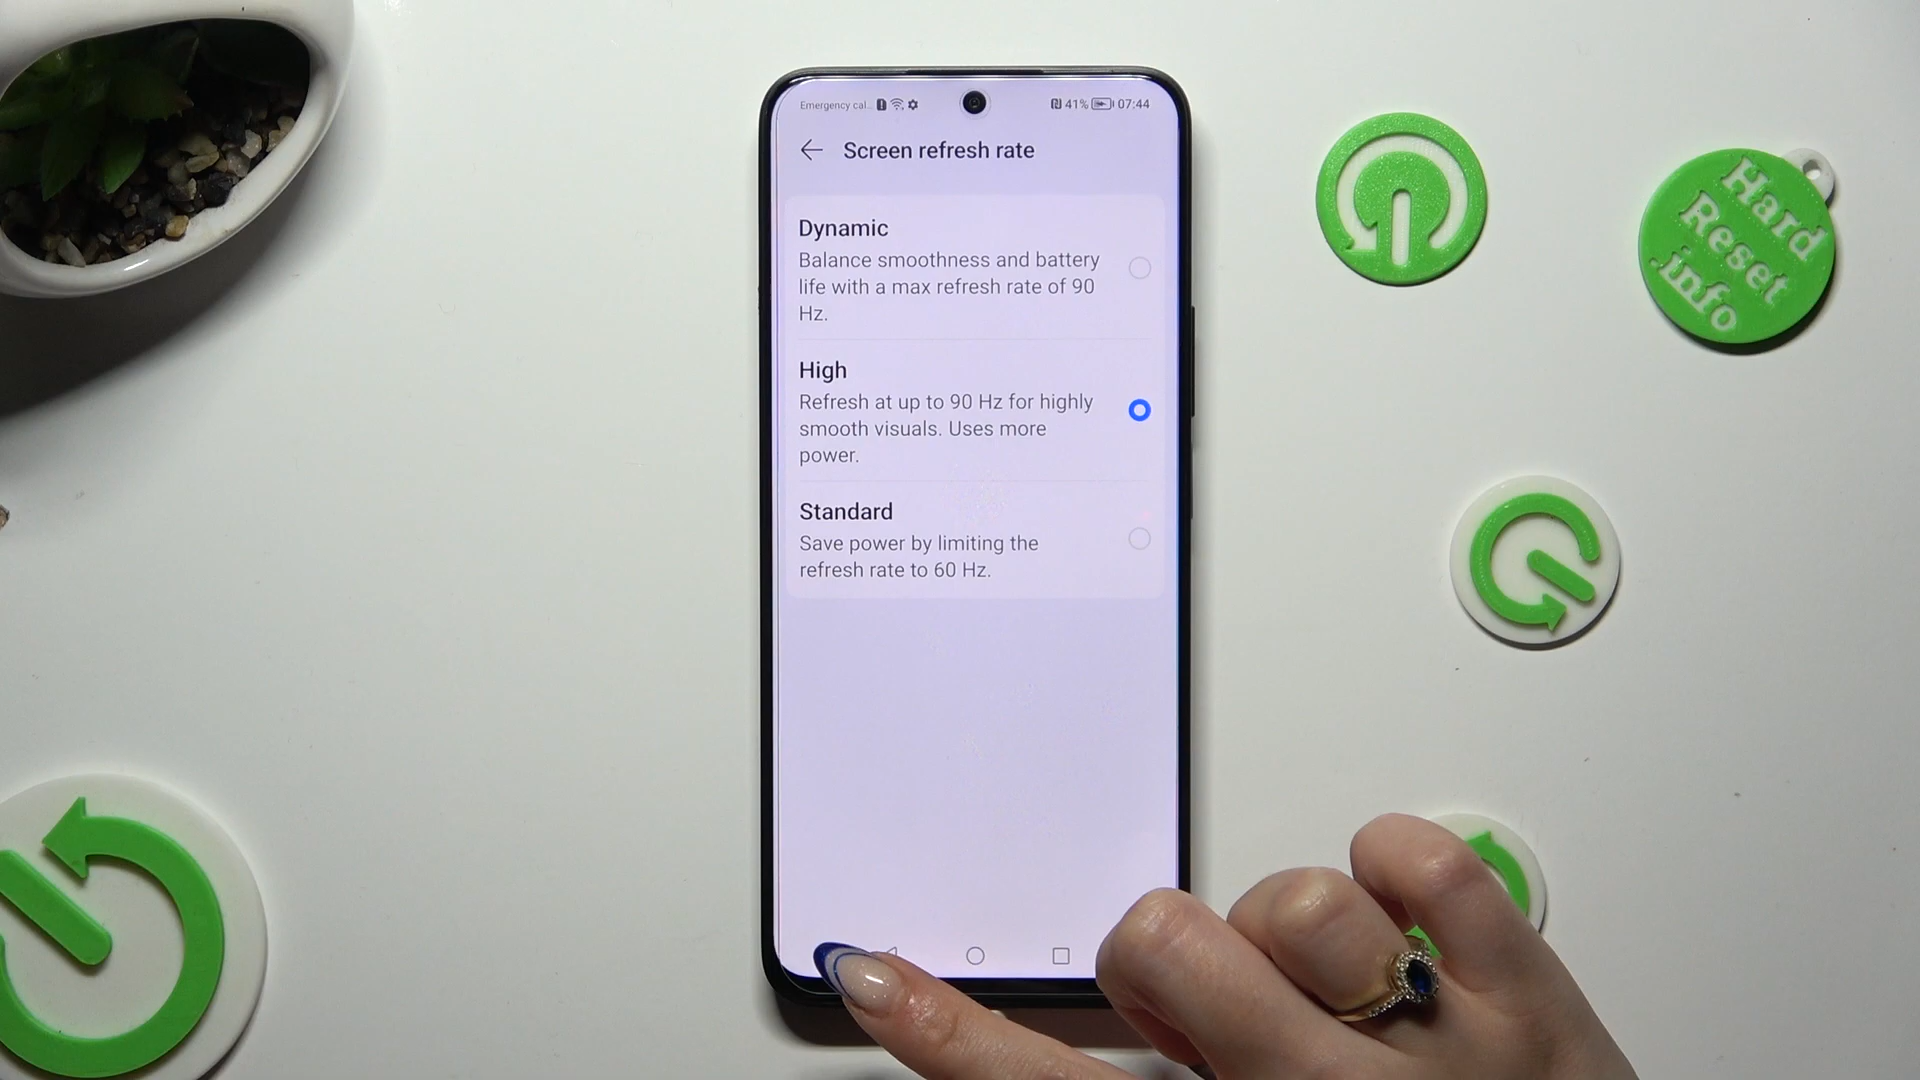 Emergency cal... 41% 07:44
Screen refresh rate
Dynamic
Balance smoothness and battery
life with a max refresh rate of 90
Hz.
High
Refresh at up to 90 Hz for highly
smooth visuals. Uses more
power.
Standard
Save power by limiting the
refresh rate to 60 Hz.
Hard
Reset
.info